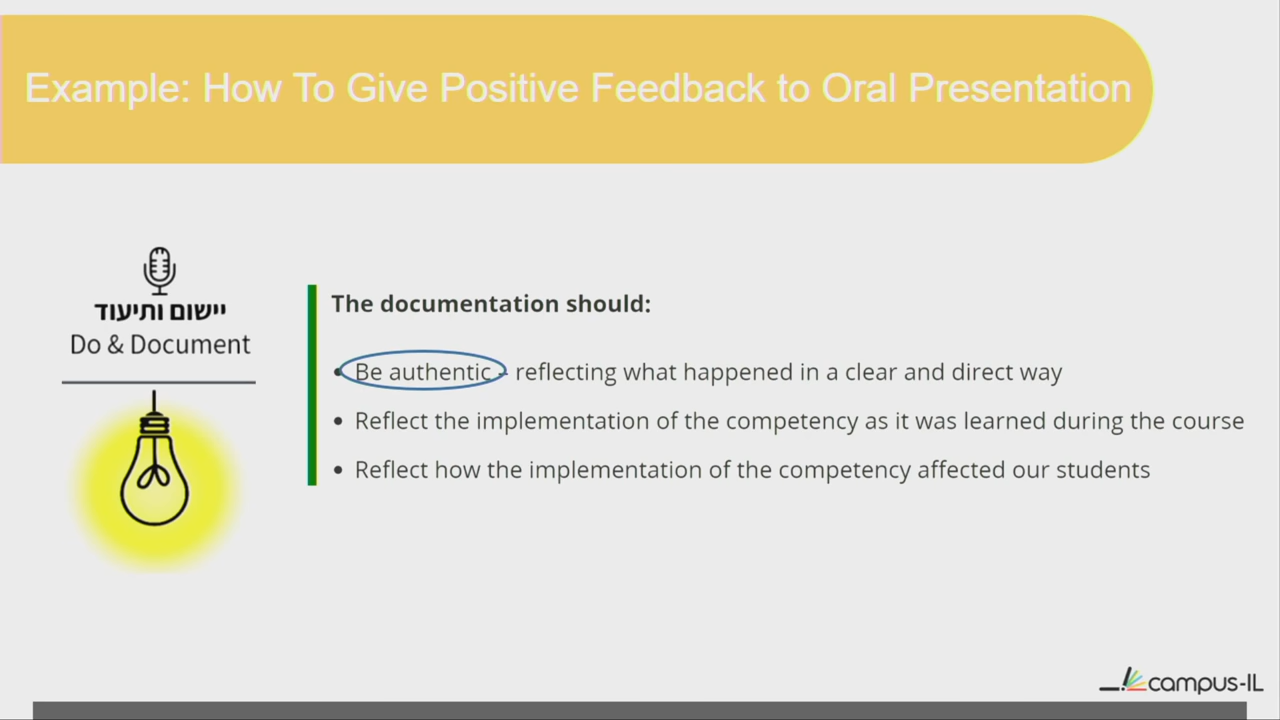 Example: How To Give Positive Feedback to Oral Presentation
יישום ותיעוד
Do & Document
The documentation should:
• Be authentic - reflecting what happened in a clear and direct way
• Reflect the implementation of the competency as it was learned during the course
• Reflect how the implementation of the competency affected our students
campus-IL